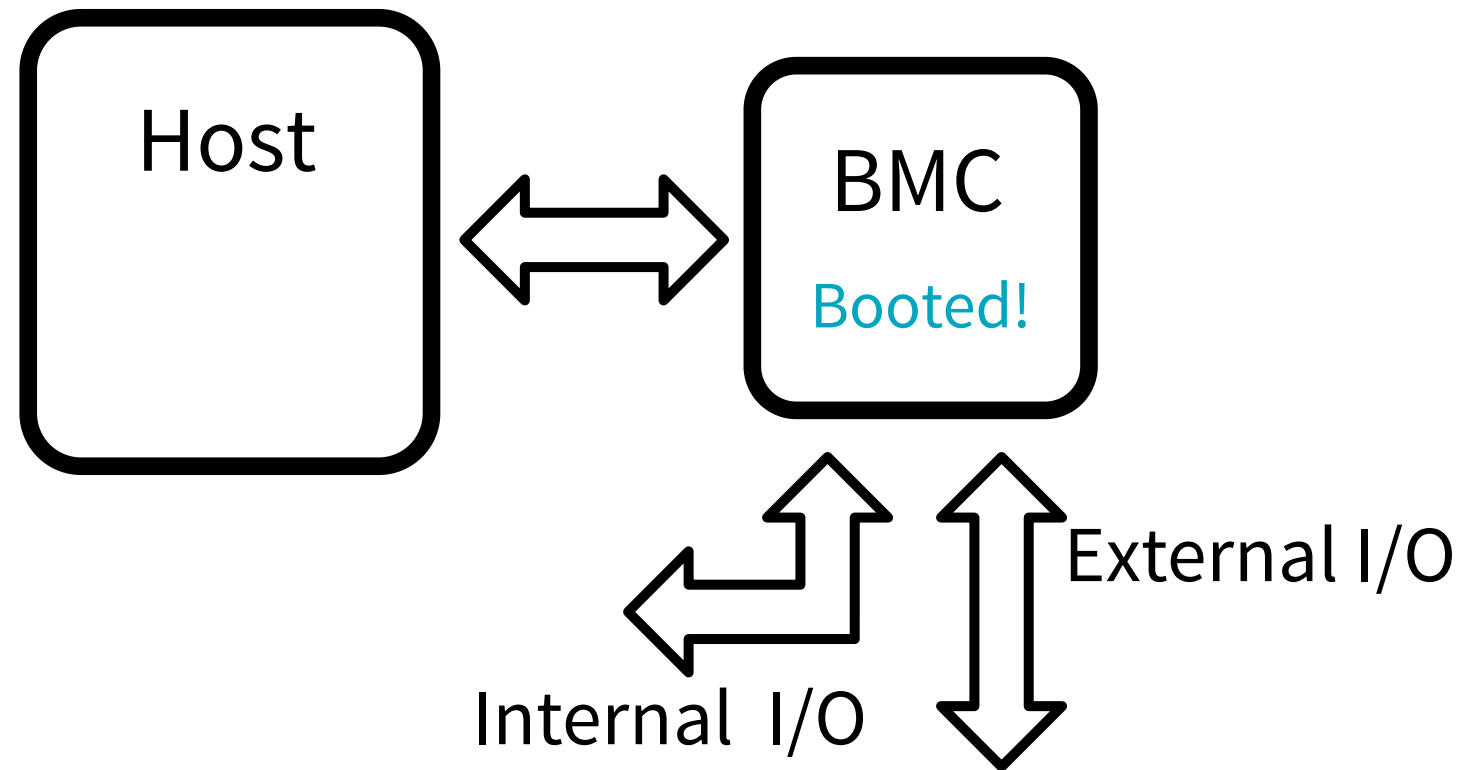 Host
BMC
Booted!
External I/O
Internal I/O